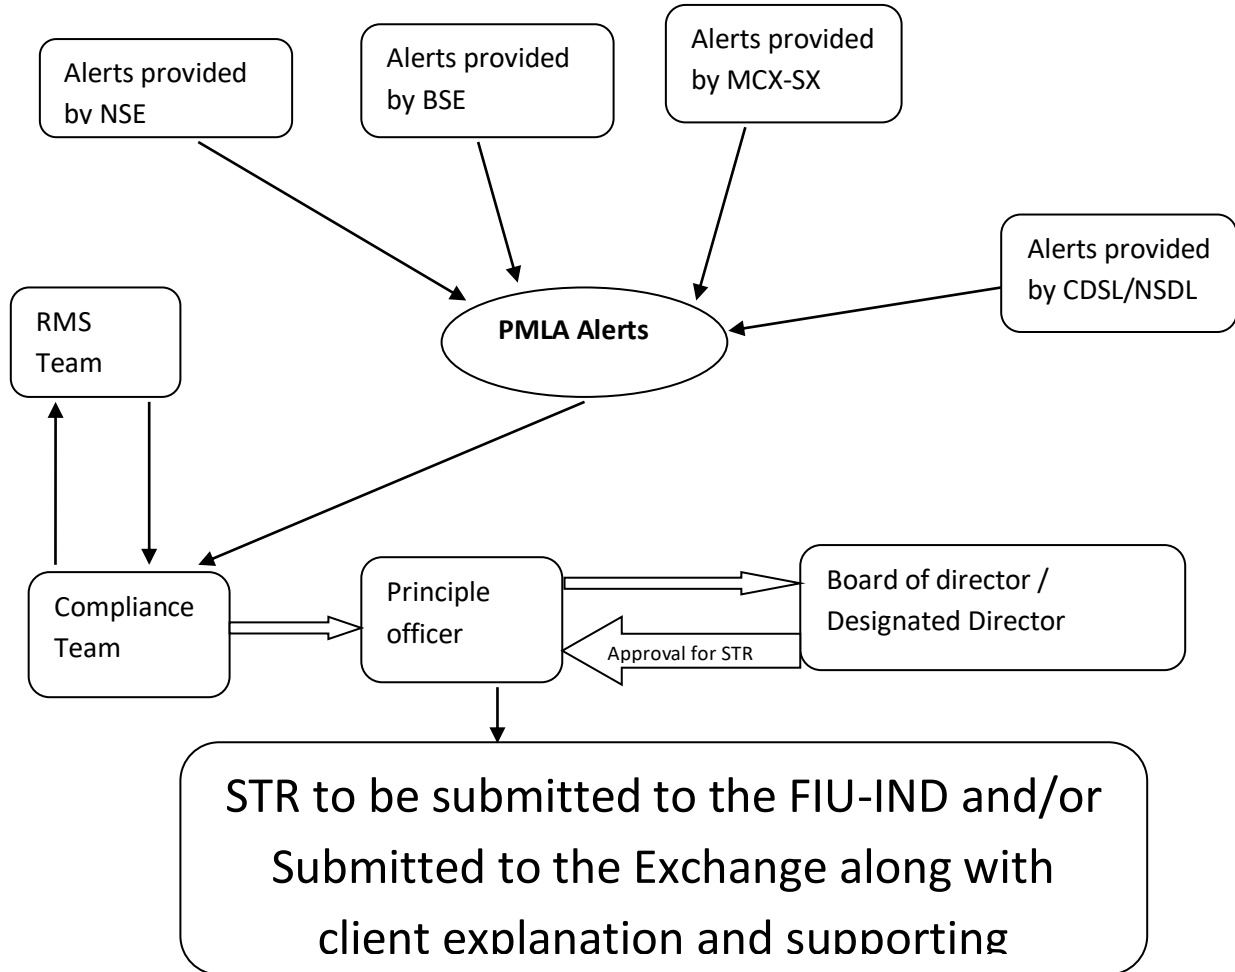 Alerts provided
by NSE
Alerts provided
by BSE
Alerts provided
by MCX-SX
Alerts provided
by CDSL/NSDL
RMS
Team
PMLA Alerts
Compliance
Team
Principle
officer
Board of director /
Designated Director
Approval for STR
STR to be submitted to the FIU-IND and/or
Submitted to the Exchange along with
client explanation and supporting